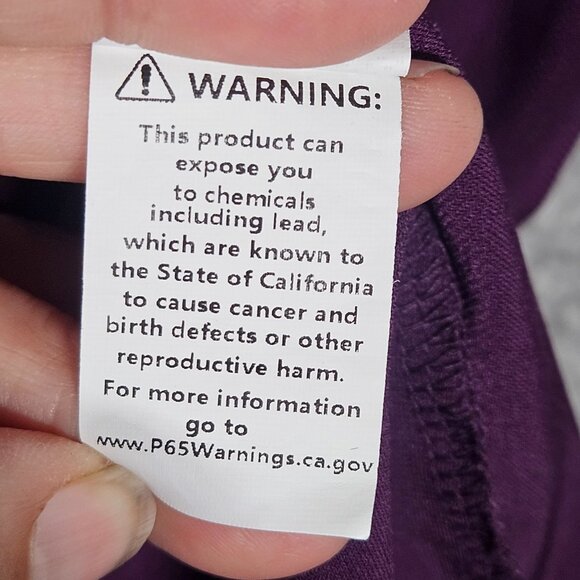 WARNING:
This product can
expose you
to chemicals
including lead,
which are known to
the State of California
to cause cancer and
birth defects or other
reproductive harm.
For more information
go to
www.P65Warnings.ca.gov